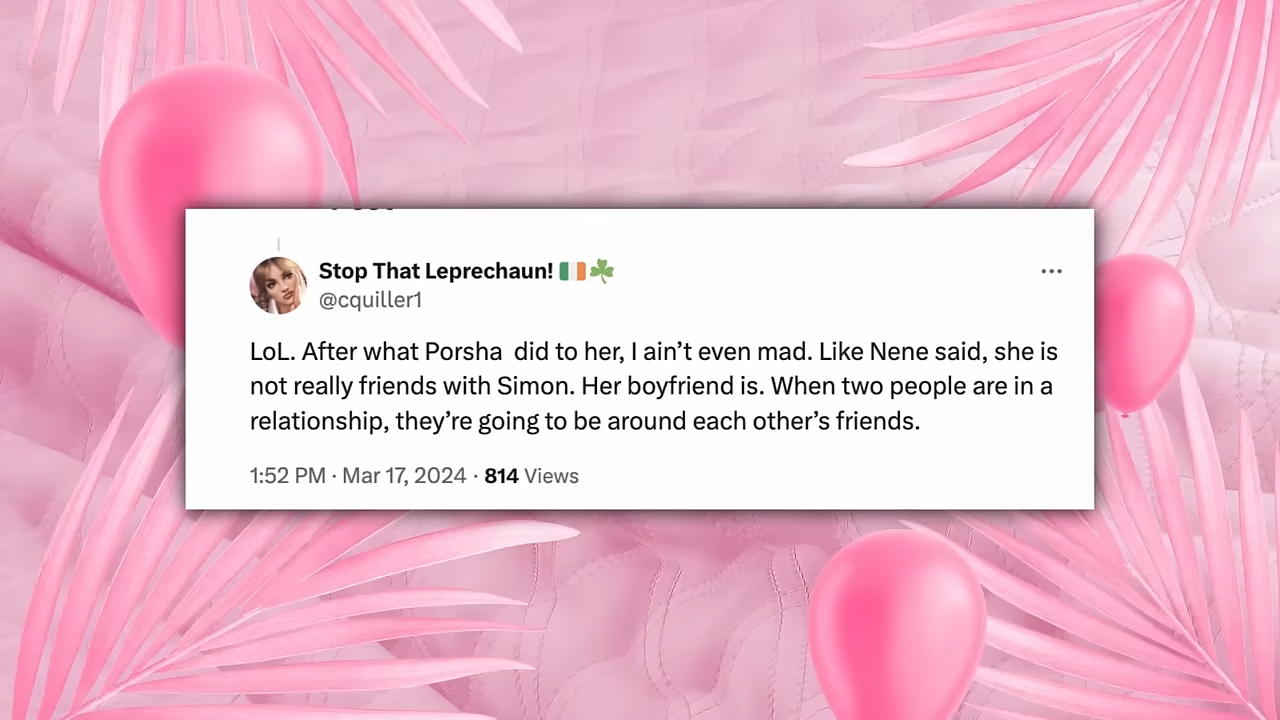 Stop That Leprechaun! 🇮🇪☘️
@cquiller1
LoL. After what Porsha  did to her, I ain’t even mad. Like Nene said, she is
not really friends with Simon. Her boyfriend is. When two people are in a
relationship, they’re going to be around each other’s friends.
1:52 PM · Mar 17, 2024 · 814 Views